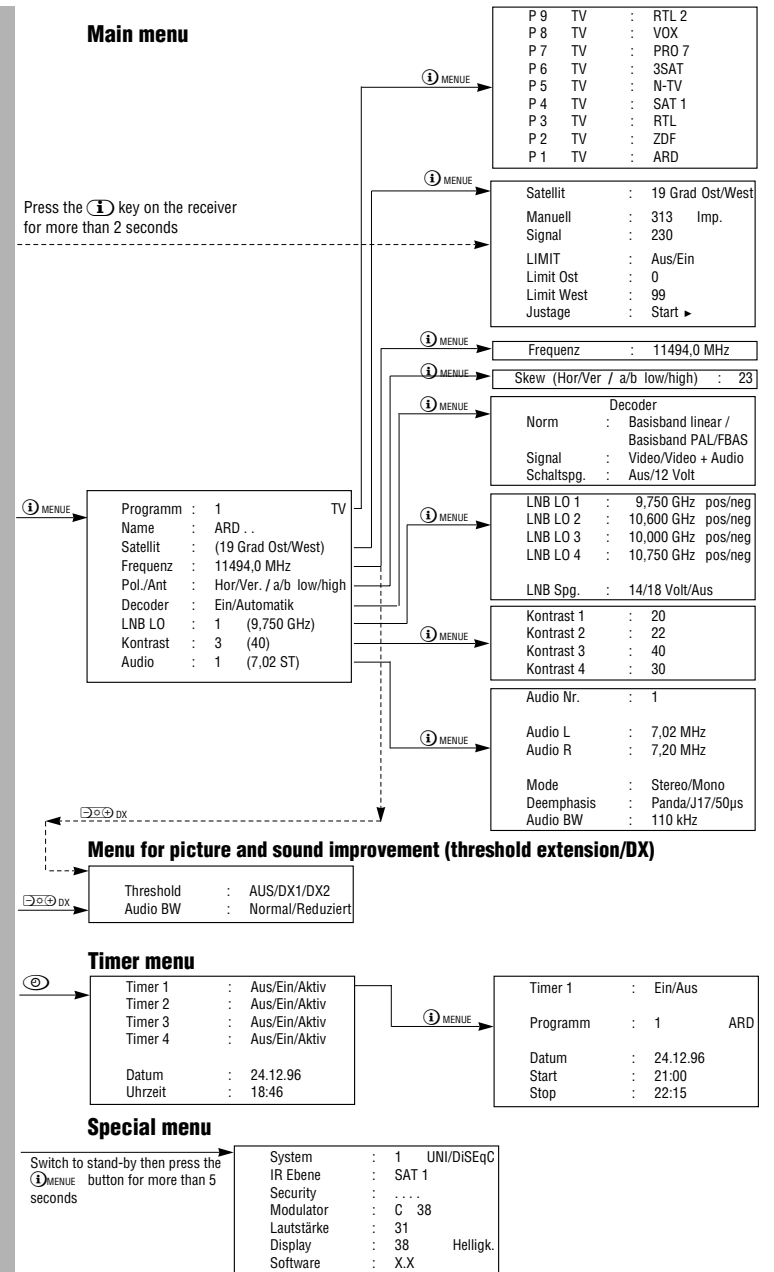 Main menu
P 9 TV : RTL 2
P 8 TV : VOX
P 7 TV : PRO 7
P 6 TV : 3SAT
P 5 TV : N-TV
P 4 TV : SAT 1
P 3 TV : RTL
P 2 TV : ZDF
P 1 TV : ARD
i MENUE
i MENUE
Press the i key on the receiver
for more than 2 seconds
Satellit : 19 Grad Ost/West
Manuell : 313 Imp.
Signal : 230
LIMIT : Aus/Ein
Limit Ost : 0
Limit West : 99
Justage : Start ►
i MENUE
Frequenz : 11494,0 MHz
i MENUE
Skew (Hor/Ver / a/b low/high) : 23
i MENUE
Decoder
Norm : Basisband linear /
Basisband PAL/FBAS
Signal : Video/Video + Audio
Schaltspg. : Aus/12 Volt
i MENUE
Programm : 1 TV
Name : ARD . .
Satellit : (19 Grad Ost/West)
Frequenz : 11494,0 MHz
Pol./Ant : Hor/Ver. / a/b low/high
Decoder : Ein/Automatik
LNB LO : 1 (9,750 GHz)
Kontrast : 3 (40)
Audio : 1 (7,02 ST)
i MENUE
LNB LO 1 : 9,750 GHz pos/neg
LNB LO 2 : 10,600 GHz pos/neg
LNB LO 3 : 10,000 GHz pos/neg
LNB LO 4 : 10,750 GHz pos/neg
LNB Spg. : 14/18 Volt/Aus
i MENUE
Kontrast 1 : 20
Kontrast 2 : 22
Kontrast 3 : 40
Kontrast 4 : 30
i MENUE
Audio Nr. : 1
Audio L : 7,02 MHz
Audio R : 7,20 MHz
Mode : Stereo/Mono
Deemphasis : Panda/J17/50µs
Audio BW : 110 kHz
- + DX
Menu for picture and sound improvement (threshold extension/DX)
- + DX
Threshold : AUS/DX1/DX2
Audio BW : Normal/Reduziert
Timer menu
Timer 1 : Aus/Ein/Aktiv
Timer 2 : Aus/Ein/Aktiv
Timer 3 : Aus/Ein/Aktiv
Timer 4 : Aus/Ein/Aktiv
Datum : 24.12.96
Uhrzeit : 18:46
i MENUE
Timer 1 : Ein/Aus
Programm : 1 ARD
Datum : 24.12.96
Start : 21:00
Stop : 22:15
Special menu
Switch to stand-by then press the
i MENUE button for more than 5
seconds
System : 1 UNI/DiSEqC
IR Ebene : SAT 1
Security : . . . .
Modulator : C 38
Lautstärke : 31
Display : 38 Helligk.
Software : X.X